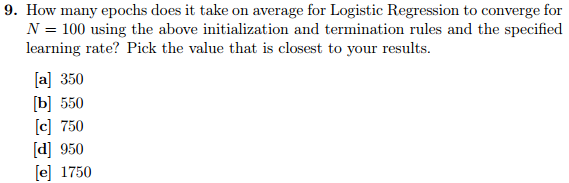 9. How many epochs does it take on average for Logistic Regression to converge for
N = 100 using the above initialization and termination rules and the specified
learning rate? Pick the value that is closest to your results.
[a] 350
[b] 550
[c] 750
[d] 950
[e] 1750